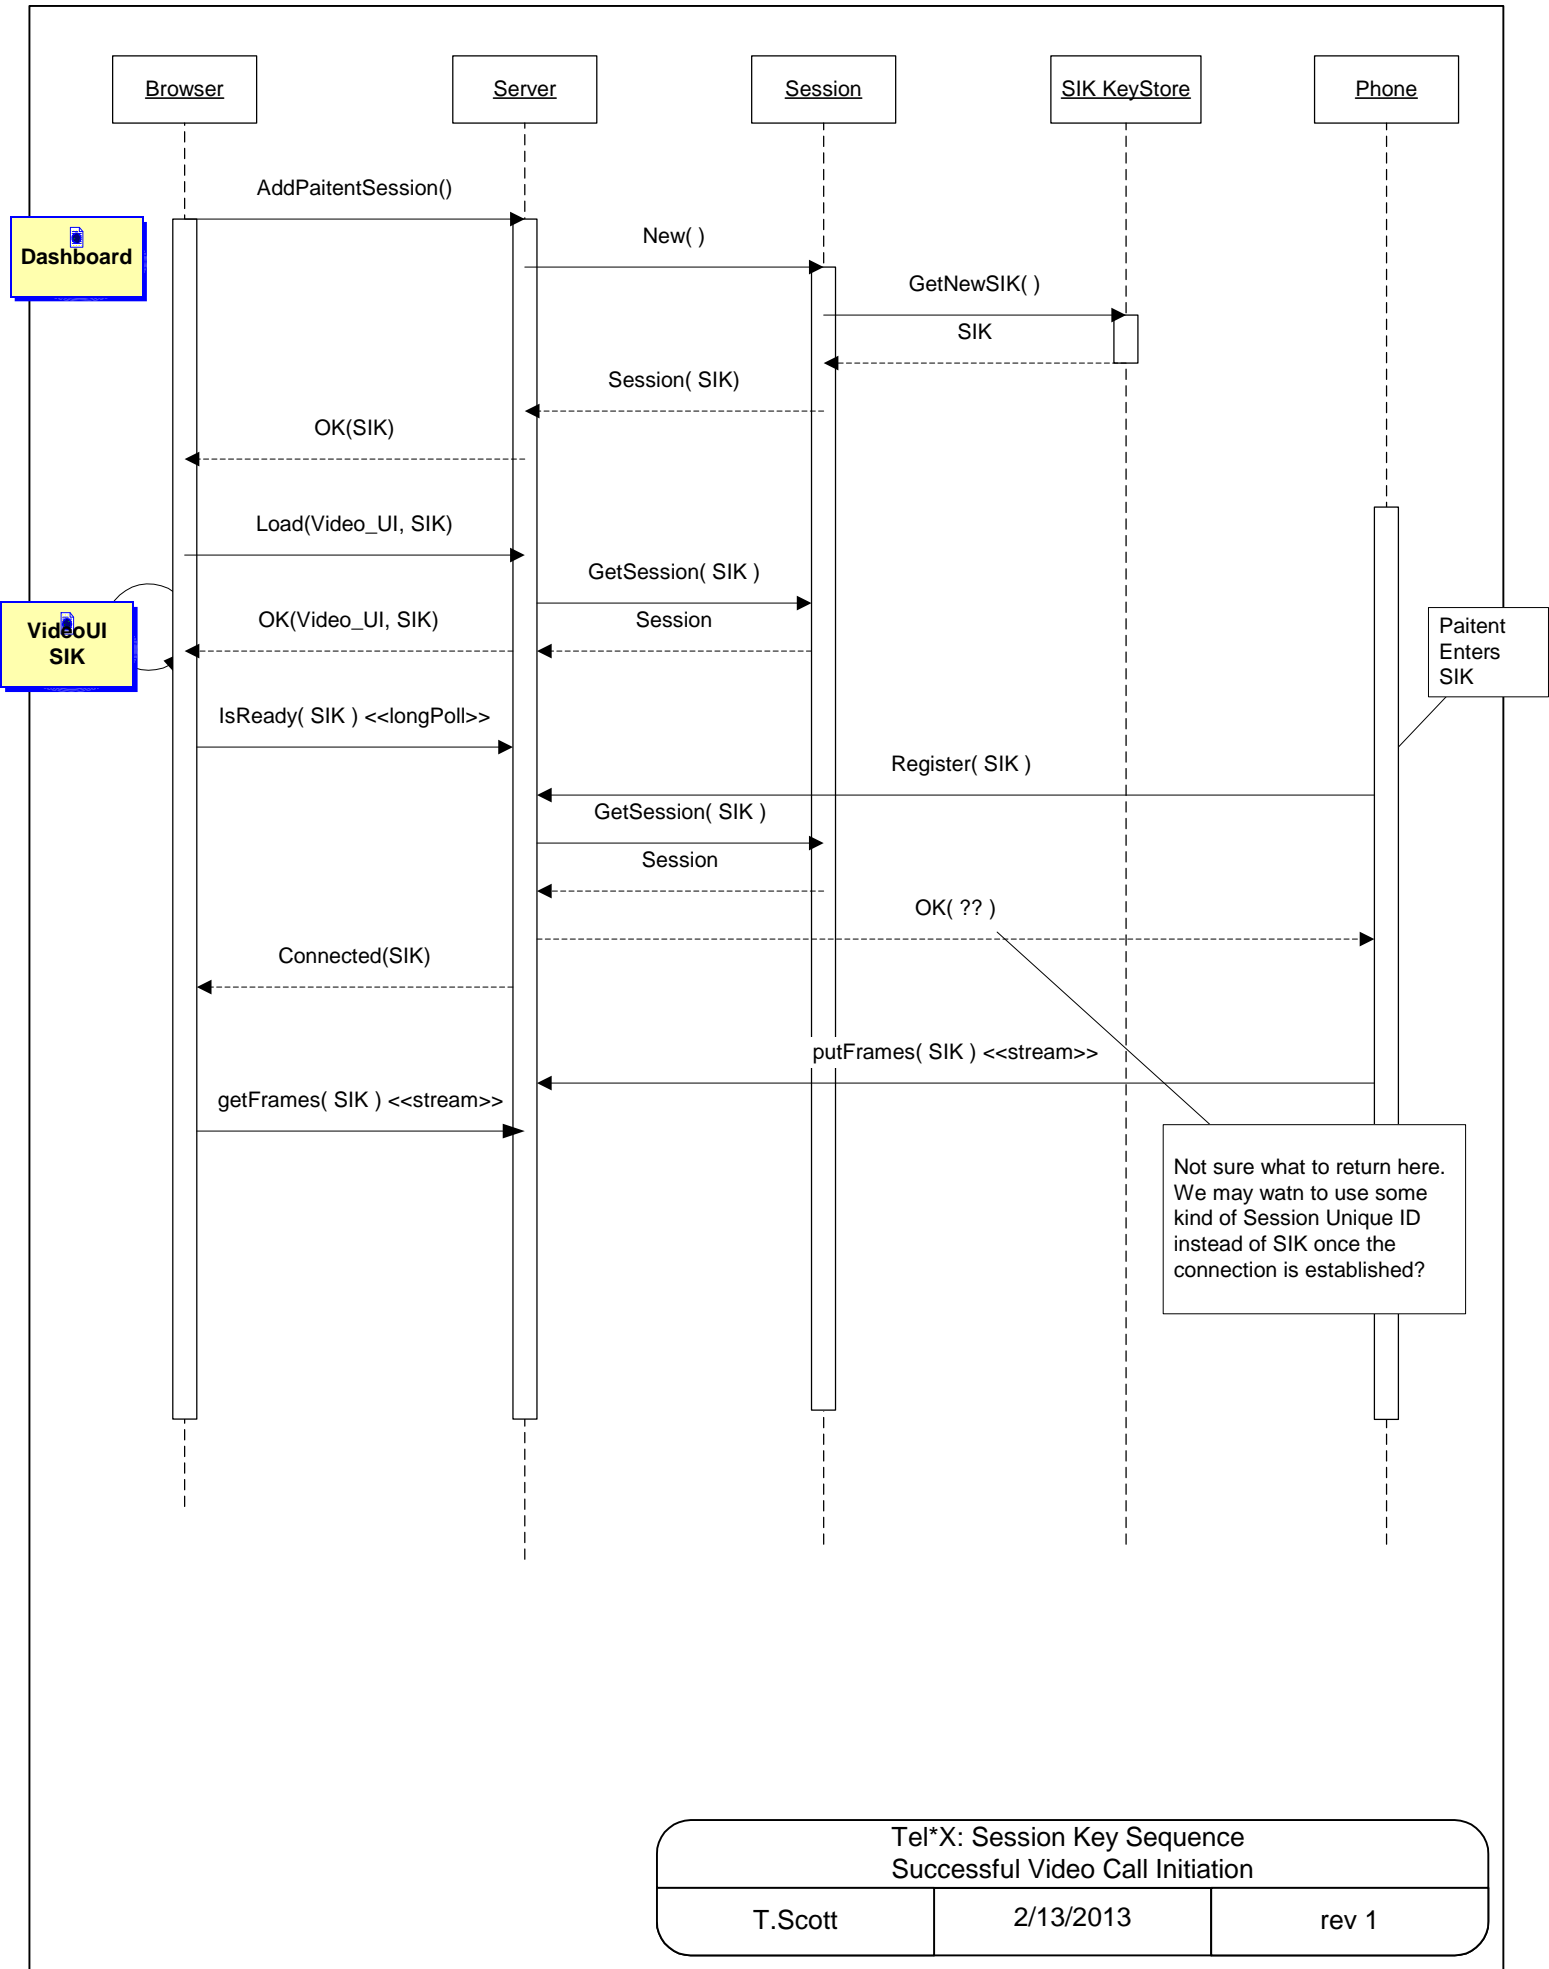 Browser
Server
Session
SIK KeyStore
Phone
AddPaitentSession()
Dashboard
New( )
GetNewSIK( )
SIK
Session( SIK)
OK(SIK)
Load(Video_UI, SIK)
GetSession( SIK )
VideoUI
SIK
OK(Video_UI, SIK)
Session
Paitent
Enters
SIK
IsReady( SIK ) <<longPoll>>
Register( SIK )
GetSession( SIK )
Session
OK( ?? )
Connected(SIK)
putFrames( SIK ) <<stream>>
getFrames( SIK ) <<stream>>
Not sure what to return here.
We may watn to use some
kind of Session Unique ID
instead of SIK once the
connection is established?
Tel*X: Session Key Sequence
Successful Video Call Initiation
T.Scott
2/13/2013
rev 1